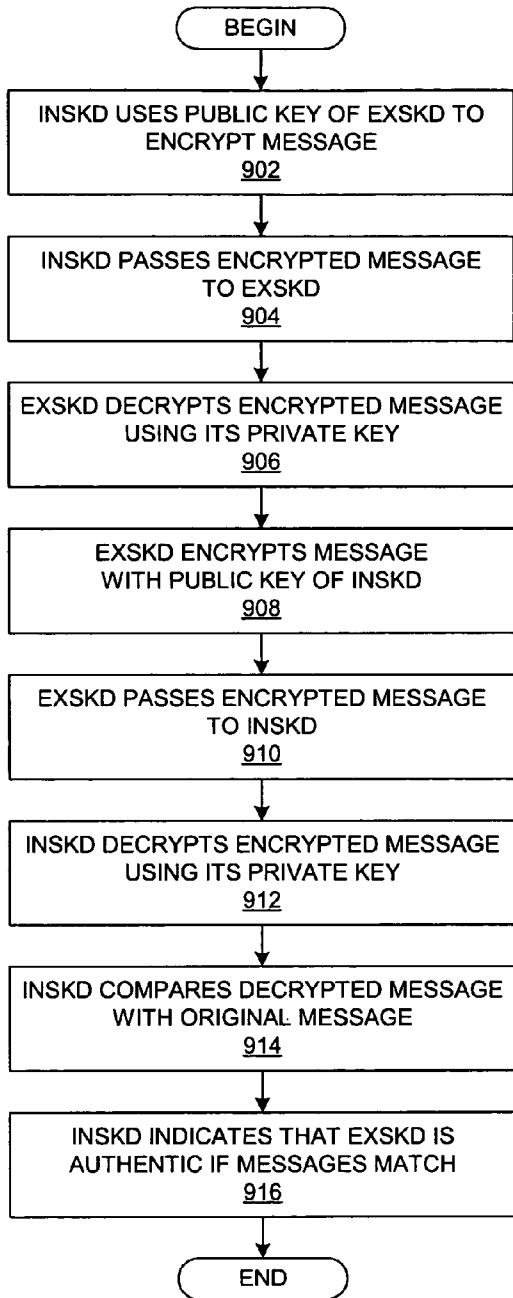 BEGIN
INSKD USES PUBLIC KEY OF EXSKD TO
ENCRYPT MESSAGE
902
INSKD PASSES ENCRYPTED MESSAGE
TO EXSKD
904
EXSKD DECRYPTS ENCRYPTED MESSAGE
USING ITS PRIVATE KEY
906
EXSKD ENCRYPTS MESSAGE
WITH PUBLIC KEY OF INSKD
908
EXSKD PASSES ENCRYPTED MESSAGE
TO INSKD
910
INSKD DECRYPTS ENCRYPTED MESSAGE
USING ITS PRIVATE KEY
912
INSKD COMPARES DECRYPTED MESSAGE
WITH ORIGINAL MESSAGE
914
INSKD INDICATES THAT EXSKD IS
AUTHENTIC IF MESSAGES MATCH
916
END